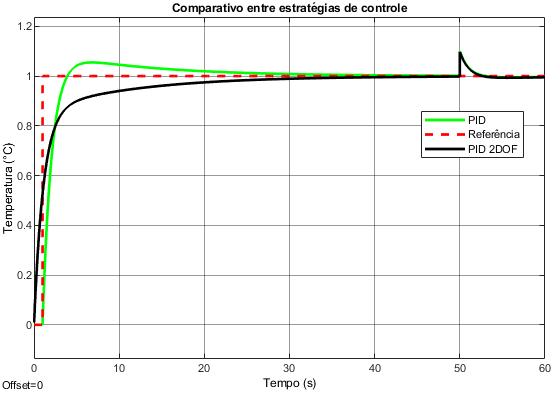 Comparativo entre estratégias de controle
1.2
1
0.8
0.6
0.4
0.2
0
Temperatura (°C)
PID
Referência
PID 2DOF
0 10 20 30 40 50 60
Tempo (s)
Offset=0